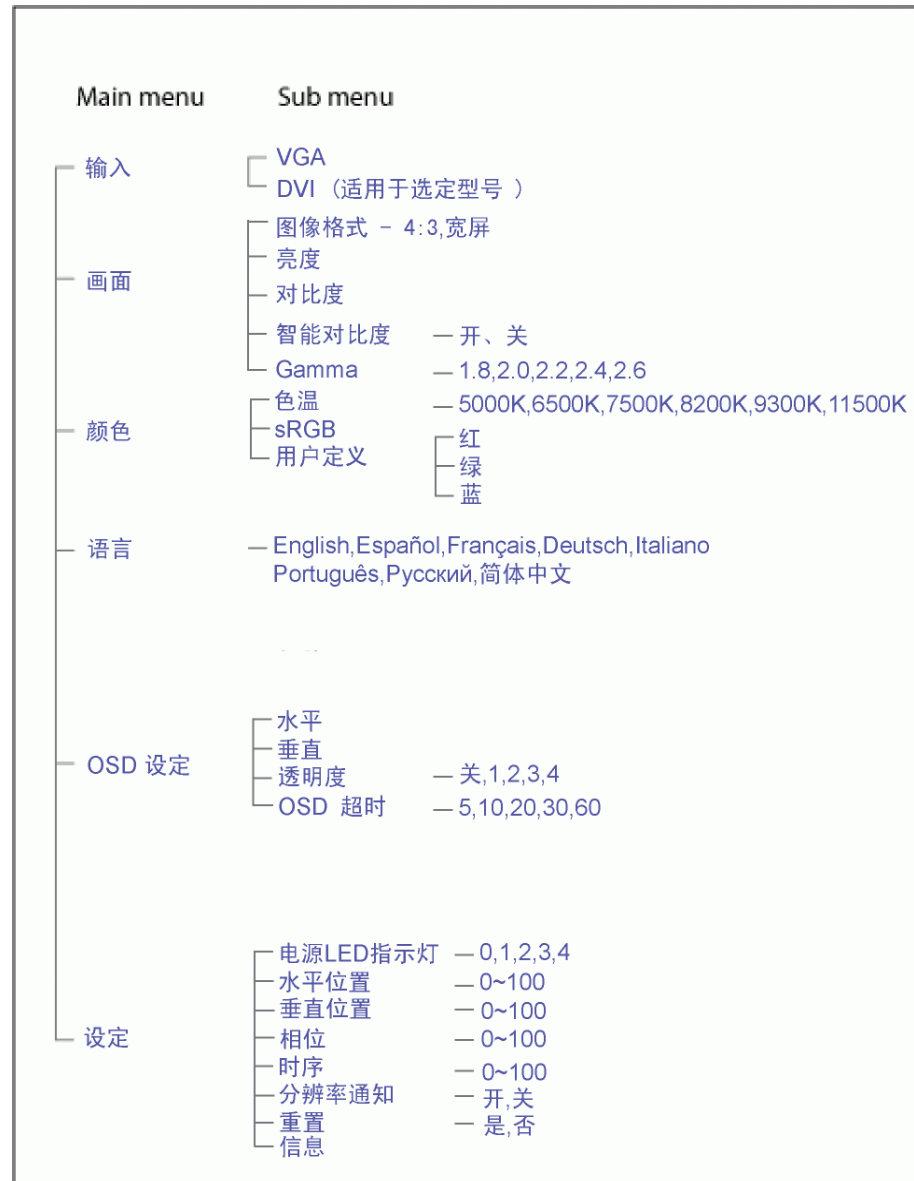 Main menu Sub menu
输入 VGA
DVI （适用于选定型号 ）
图像格式 － 4:3,宽屏
亮度
画面
对比度
智能对比度 — 开、关
Gamma — 1.8,2.0,2.2,2.4,2.6
色温 — 5000K,6500K,7500K,8200K,9300K,11500K
颜色 sRGB 红
用户定义 绿
蓝
语言 — English,Español,Français,Deutsch,Italiano
Português,Русский,简体中文
水平
垂直
OSD 设定 透明度 — 关,1,2,3,4
OSD 超时 — 5,10,20,30,60
电源LED指示灯 — 0,1,2,3,4
水平位置 — 0~100
垂直位置 — 0~100
设定 相位 — 0~100
时序 — 0~100
分辨率通知 — 开,关
重置 — 是,否
信息